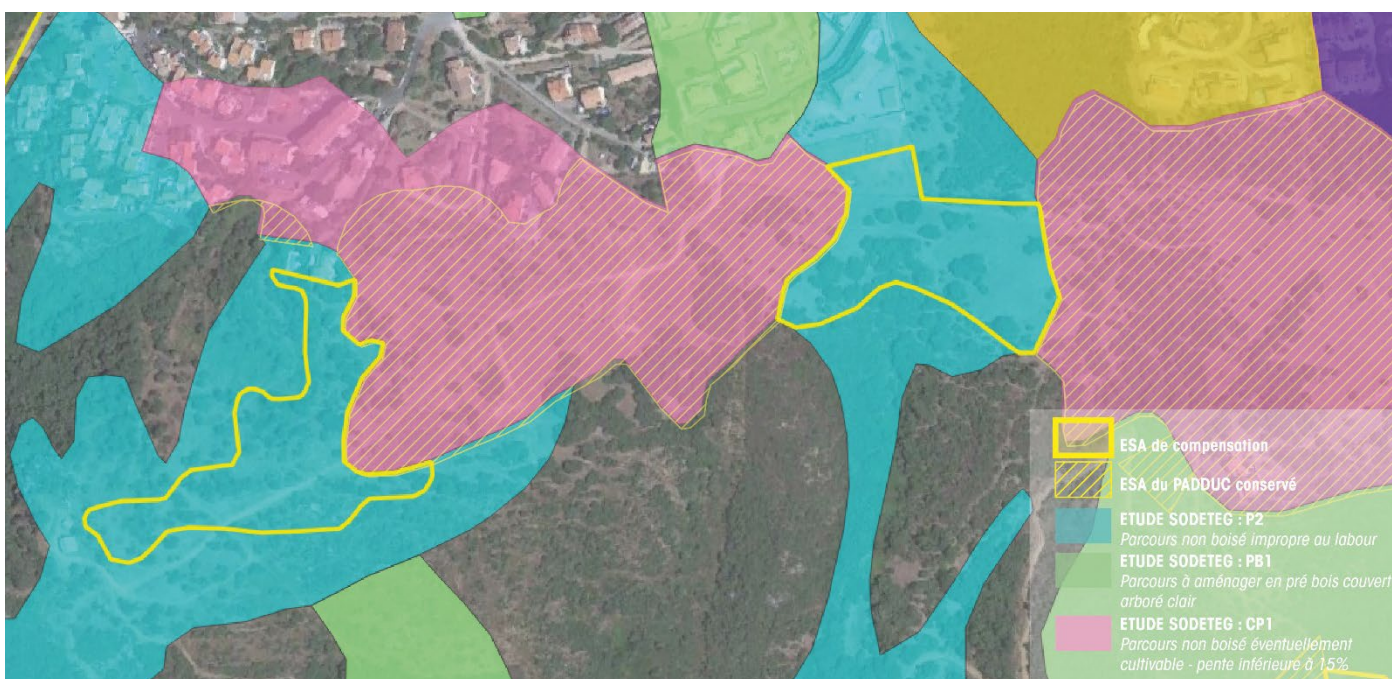 ESA de compensation
ESA du PADDUC conservé
ETUDE SODETEG : P2
Parcours non boisé impropre au labour
ETUDE SODETEG : PB1
Parcours à aménager en pré bois couvert
arboré clair
ETUDE SODETEG : CP1
Parcours non boisé éventuellement
cultivable - pente inférieure à 15%